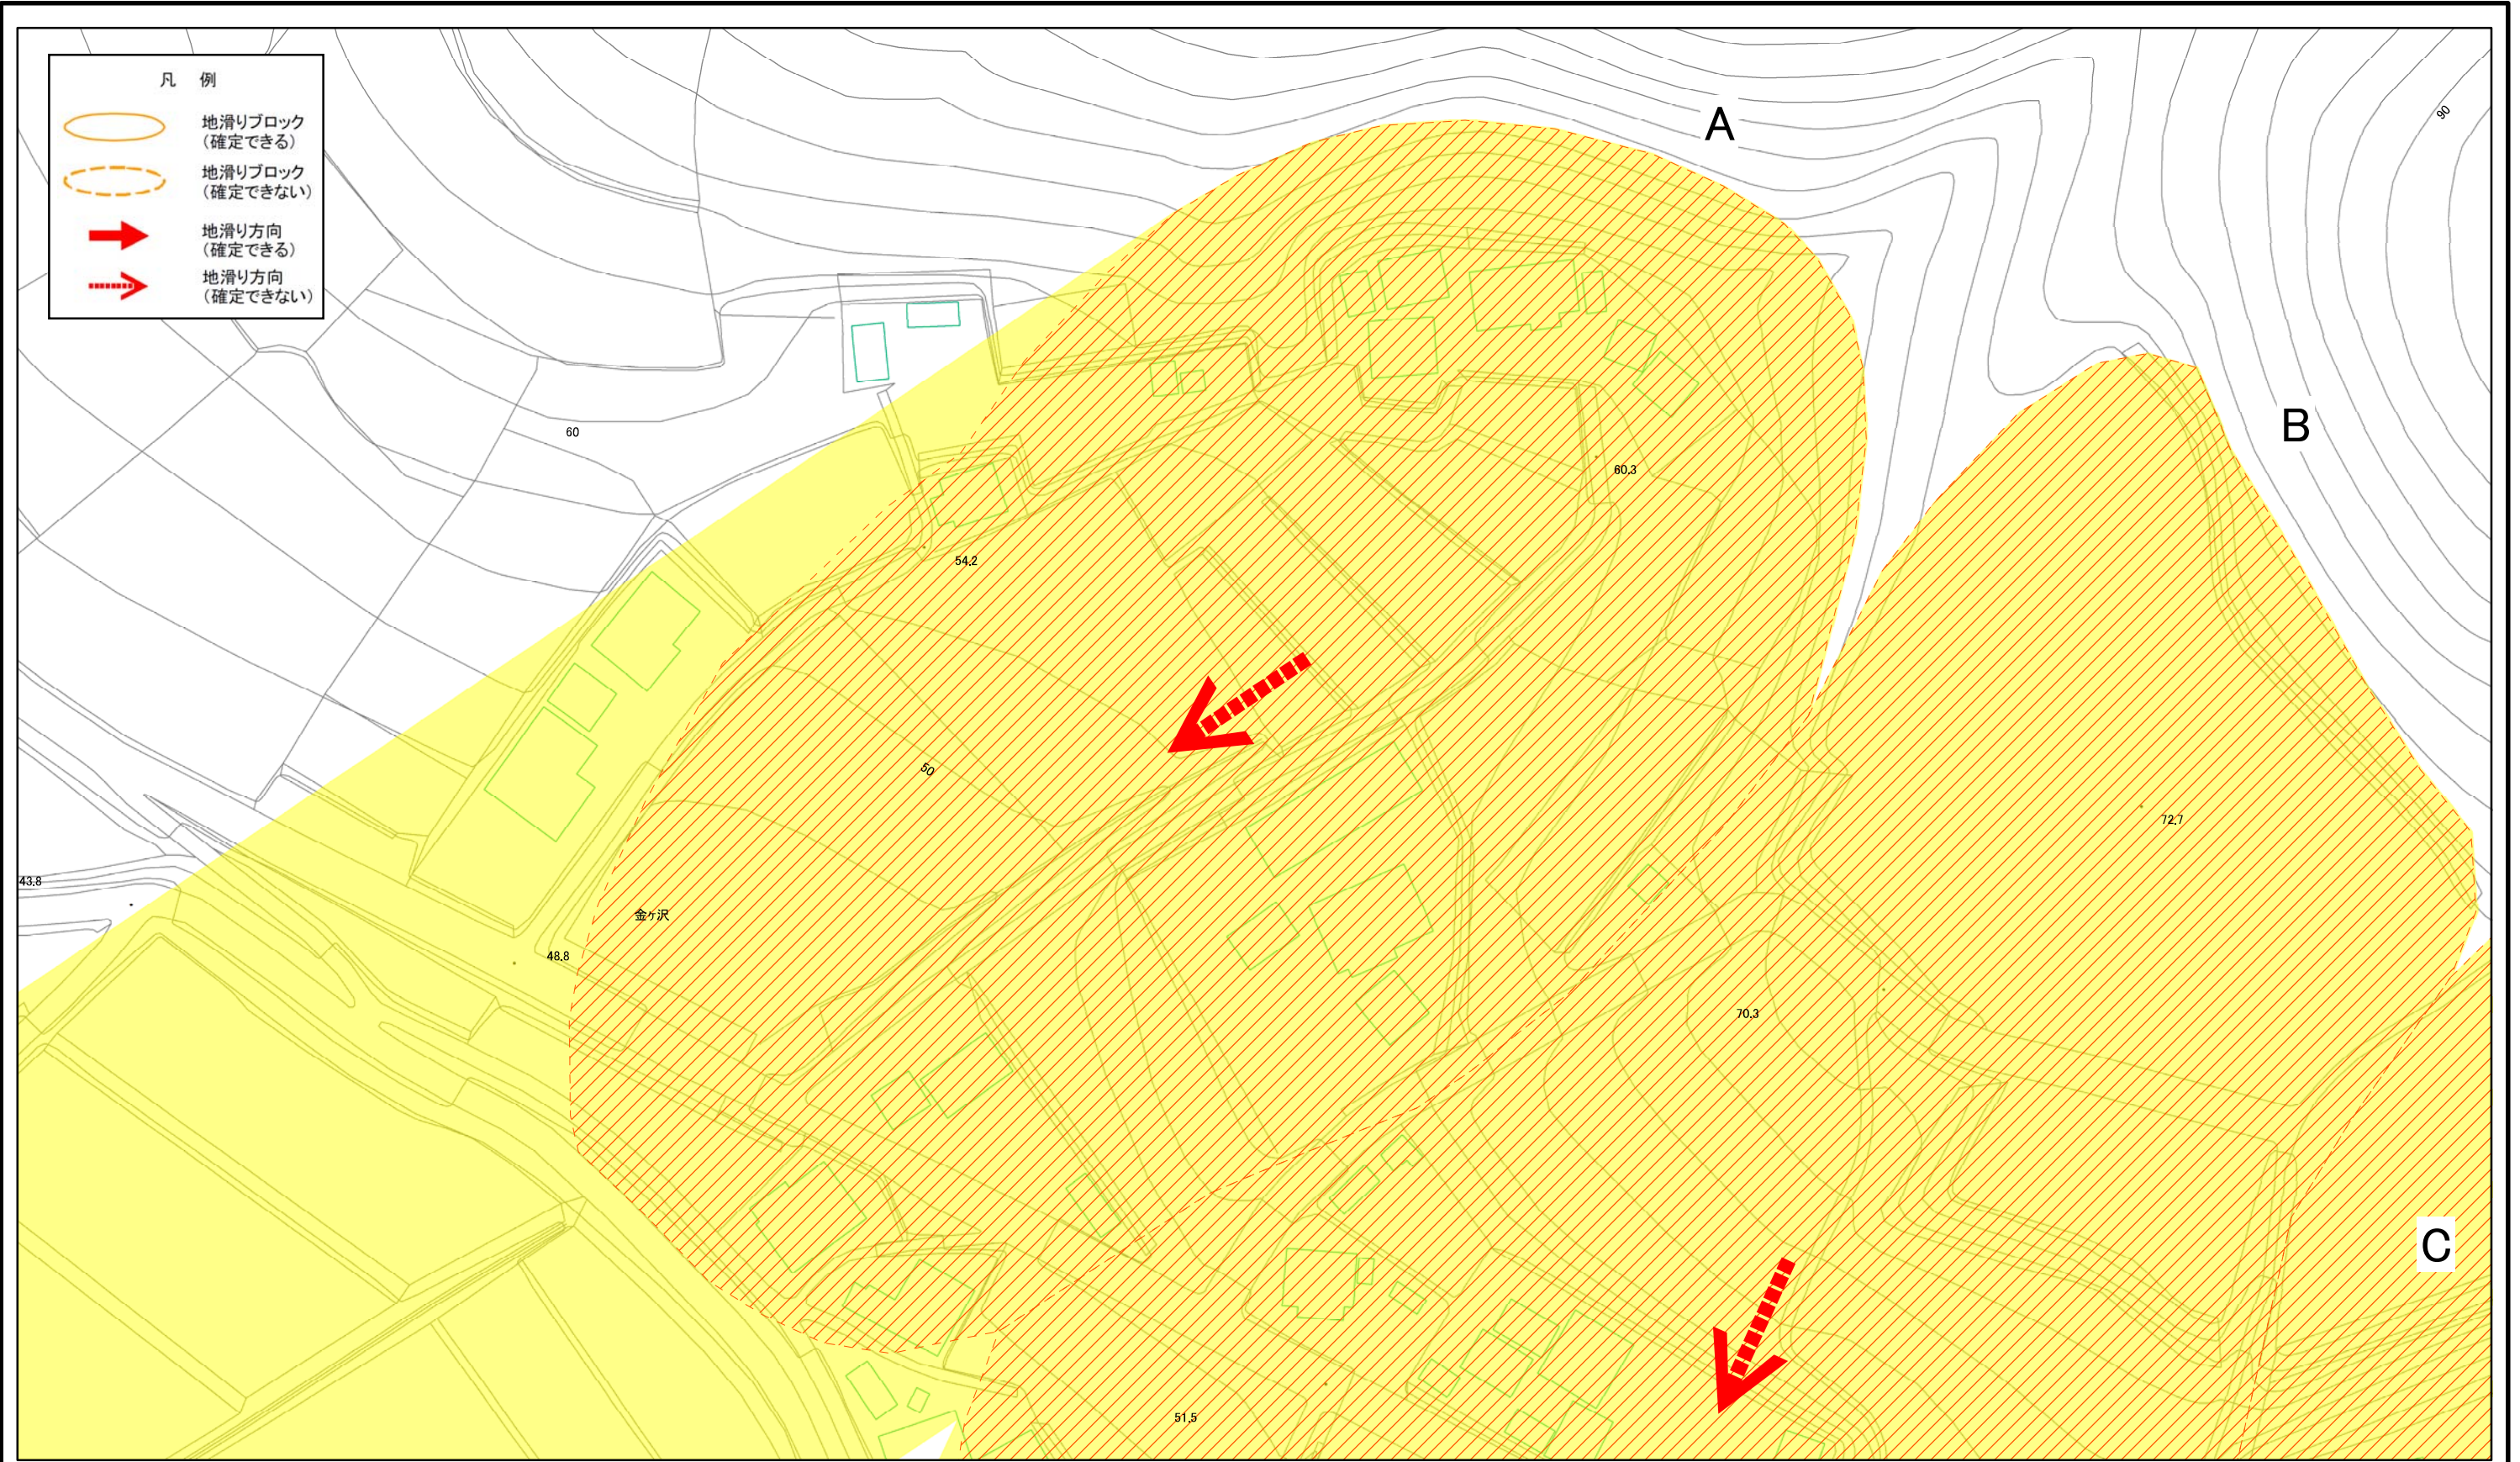 凡 例
地滑りブロック
（確定できる）
地滑りブロック
（確定できない）
地滑り方向
（確定できる）
地滑り方向
（確定できない）
A
90
B
60
60.3
54.2
50
72.7
43.8
金ヶ沢
48.8
70.3
C
51.5